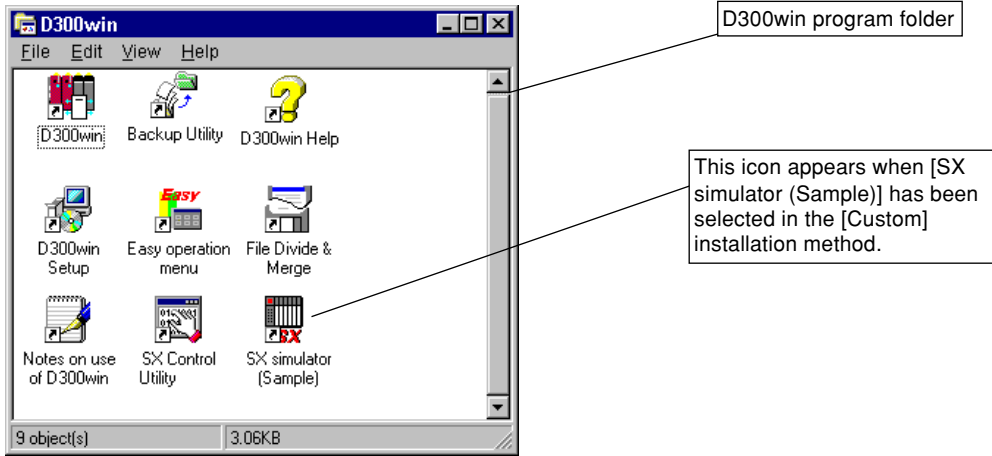 D300win
File Edit View Help
D300win
Backup Utility
D300win Help
D300win
Setup
Easy
Easy operation
menu
File Divide &
Merge
Notes on use
of D300win
SX Control
Utility
SX
SX simulator
(Sample)
9 object(s)
3.06KB
D300win program folder
This icon appears when [SX
simulator (Sample)] has been
selected in the [Custom]
installation method.